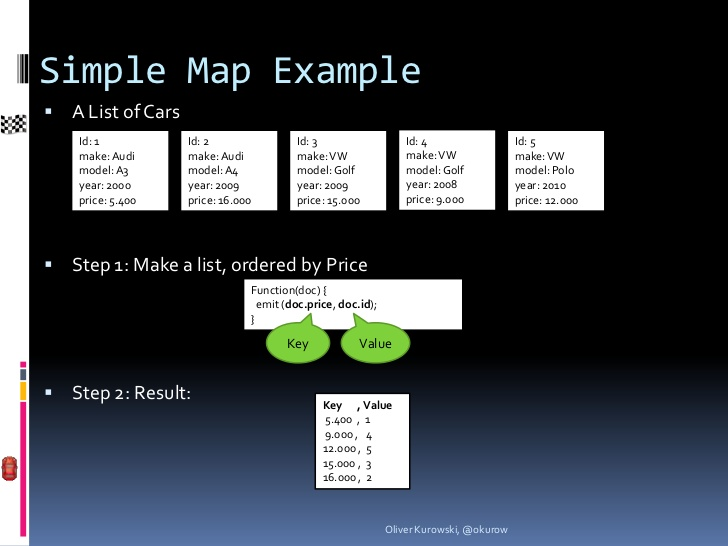 Simple Map Example
▪ A List of Cars
Id: 1
make: Audi
model: A3
year: 2000
price: 5.400
Id: 2
make: Audi
model: A4
year: 2009
price: 16.000
Id: 3
make: VW
model: Golf
year: 2009
price: 15.000
Id: 4
make: VW
model: Golf
year: 2008
price: 9.000
Id: 5
make: VW
model: Polo
year: 2010
price: 12.000
▪ Step 1: Make a list, ordered by Price
Function(doc) {
emit (doc.price, doc.id);
}
Key
Value
▪ Step 2: Result:
Key , Value
5.400 , 1
9.000 , 4
12.000 , 5
15.000 , 3
16.000 , 2
Oliver Kurowski, @okurow